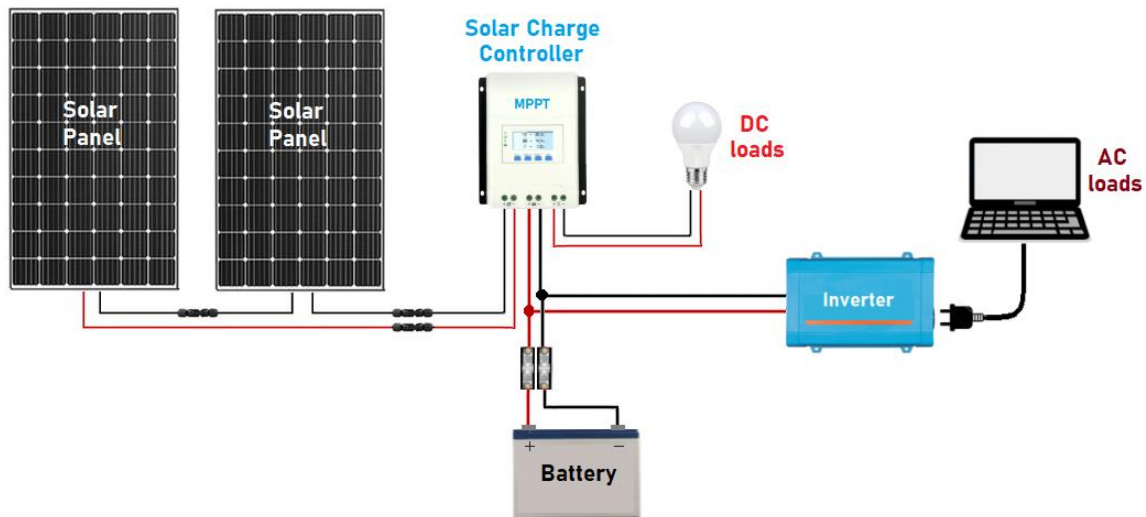 Solar Charge
Controller
Solar
Panel
Solar
Panel
MPPT
DC
loads
AC
loads
Inverter
+
−
Battery